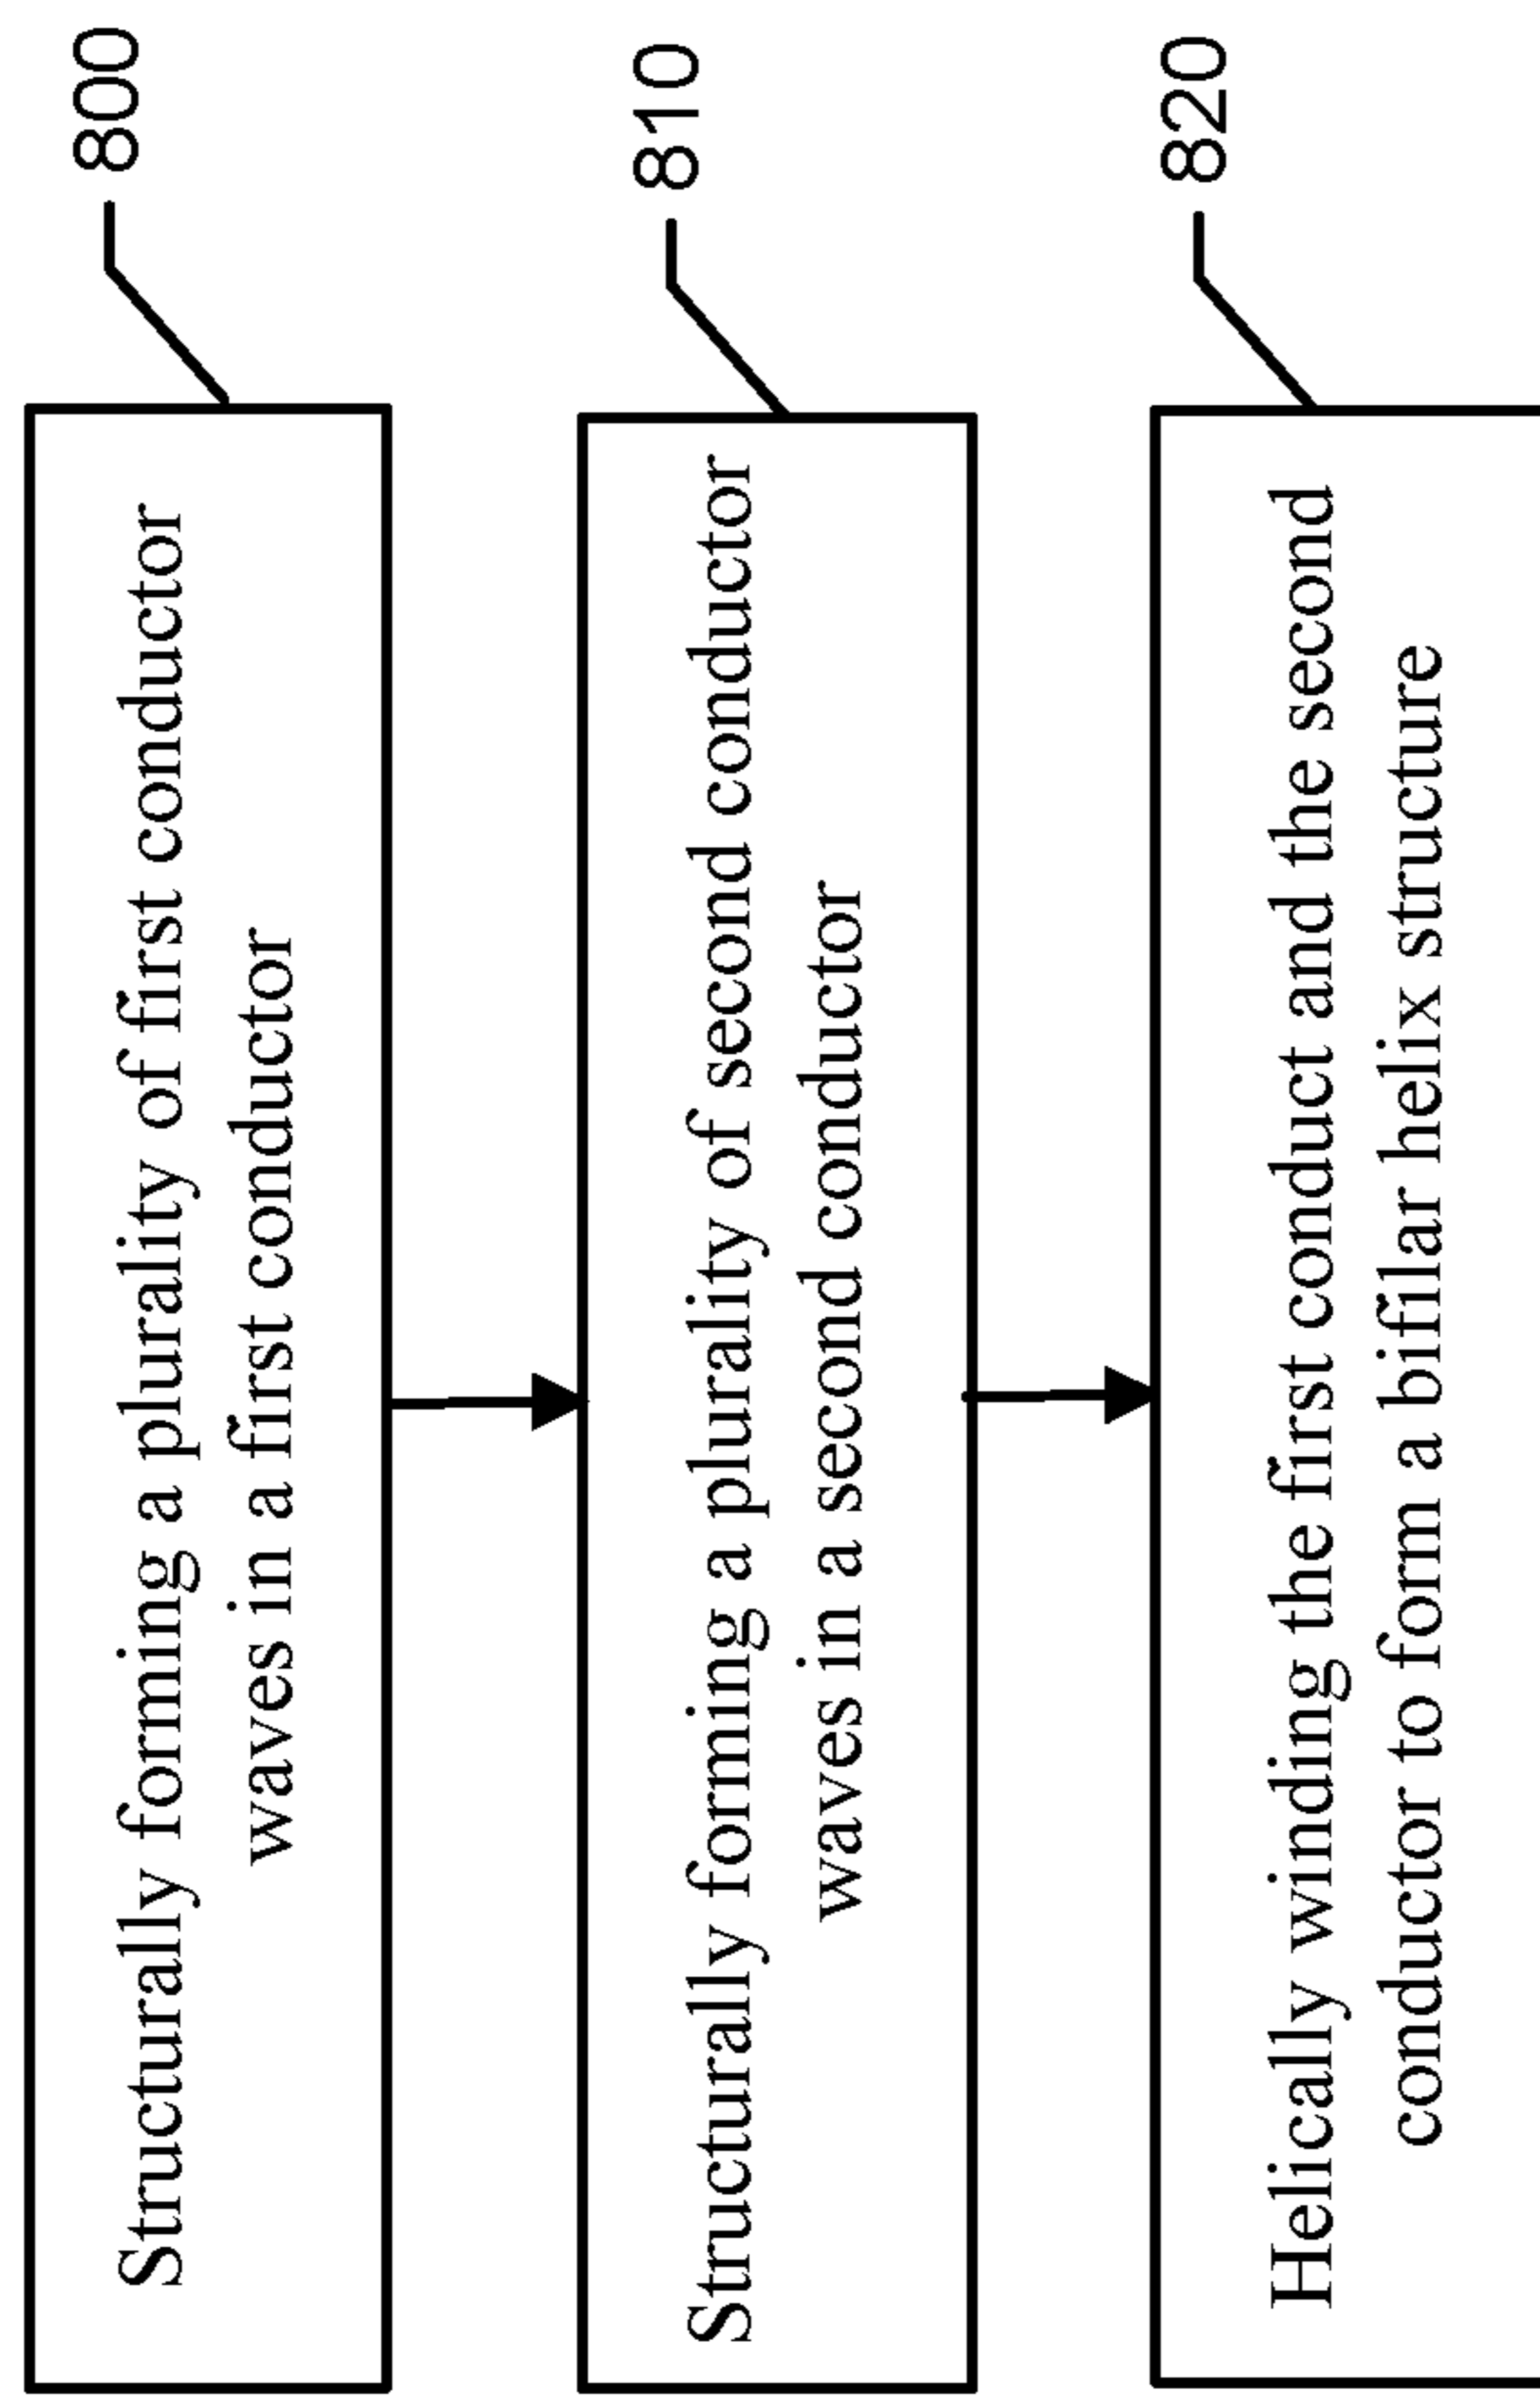 800
Structurally forming a plurality of first conductor
waves in a first conductor
810
Structurally forming a plurality of second conductor
waves in a second conductor
820
Helically winding the first conduct and the second
conductor to form a bifilar helix structure